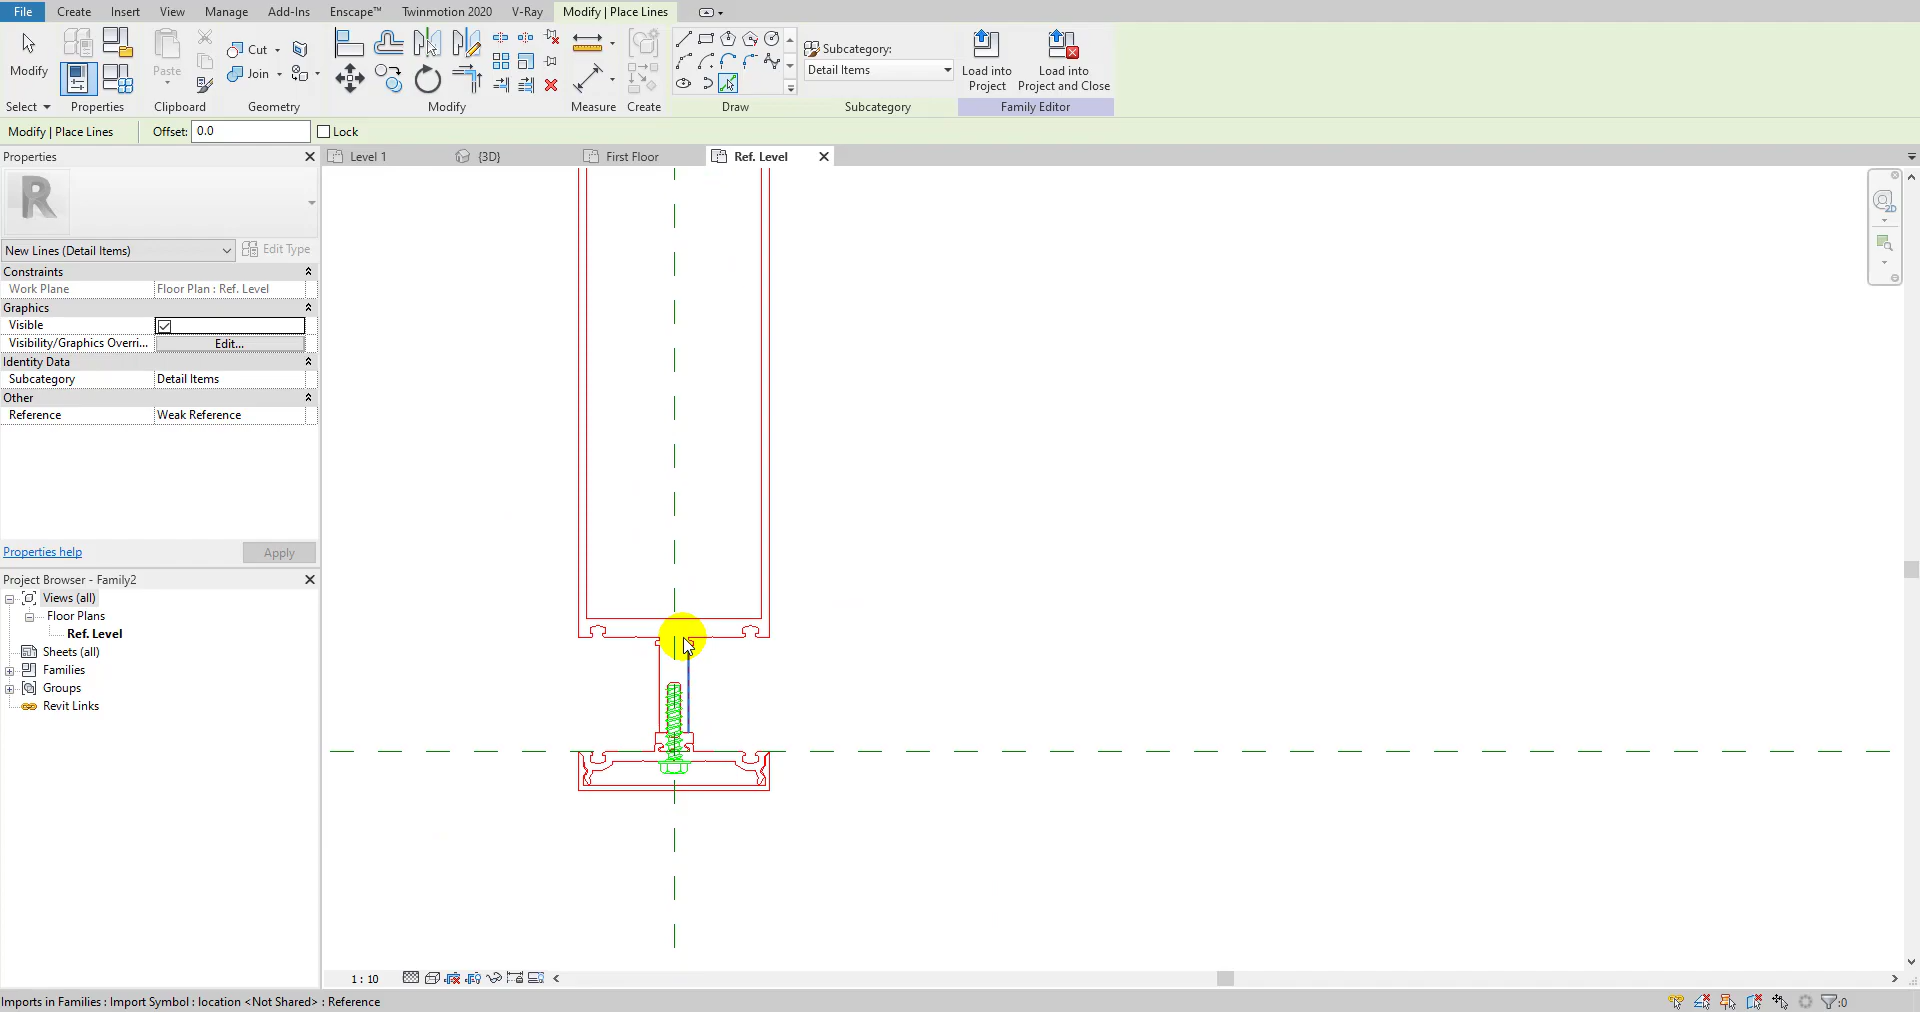 File Create Insert View Manage Add-Ins Enscape™ Twinmotion 2020 V-Ray Modify | Place Lines
Modify Paste Cut Join Subcategory: Detail Items Load into Project Load into Project and Close
Select Properties Clipboard Geometry Modify Measure Create Draw Subcategory Family Editor
Modify | Place Lines Offset: 0.0 Lock
Properties Level 1 {3D} First Floor Ref. Level
R
New Lines (Detail Items) Edit Type
Constraints
Work Plane Floor Plan : Ref. Level
Graphics
Visible
Visibility/Graphics Overri... Edit...
Identity Data
Subcategory Detail Items
Other
Reference Weak Reference
Properties help Apply
Project Browser - Family2
Views (all)
Floor Plans
Ref. Level
Sheets (all)
Families
Groups
Revit Links
2D
1 : 10
Imports in Families : Import Symbol : location <Not Shared> : Reference :0